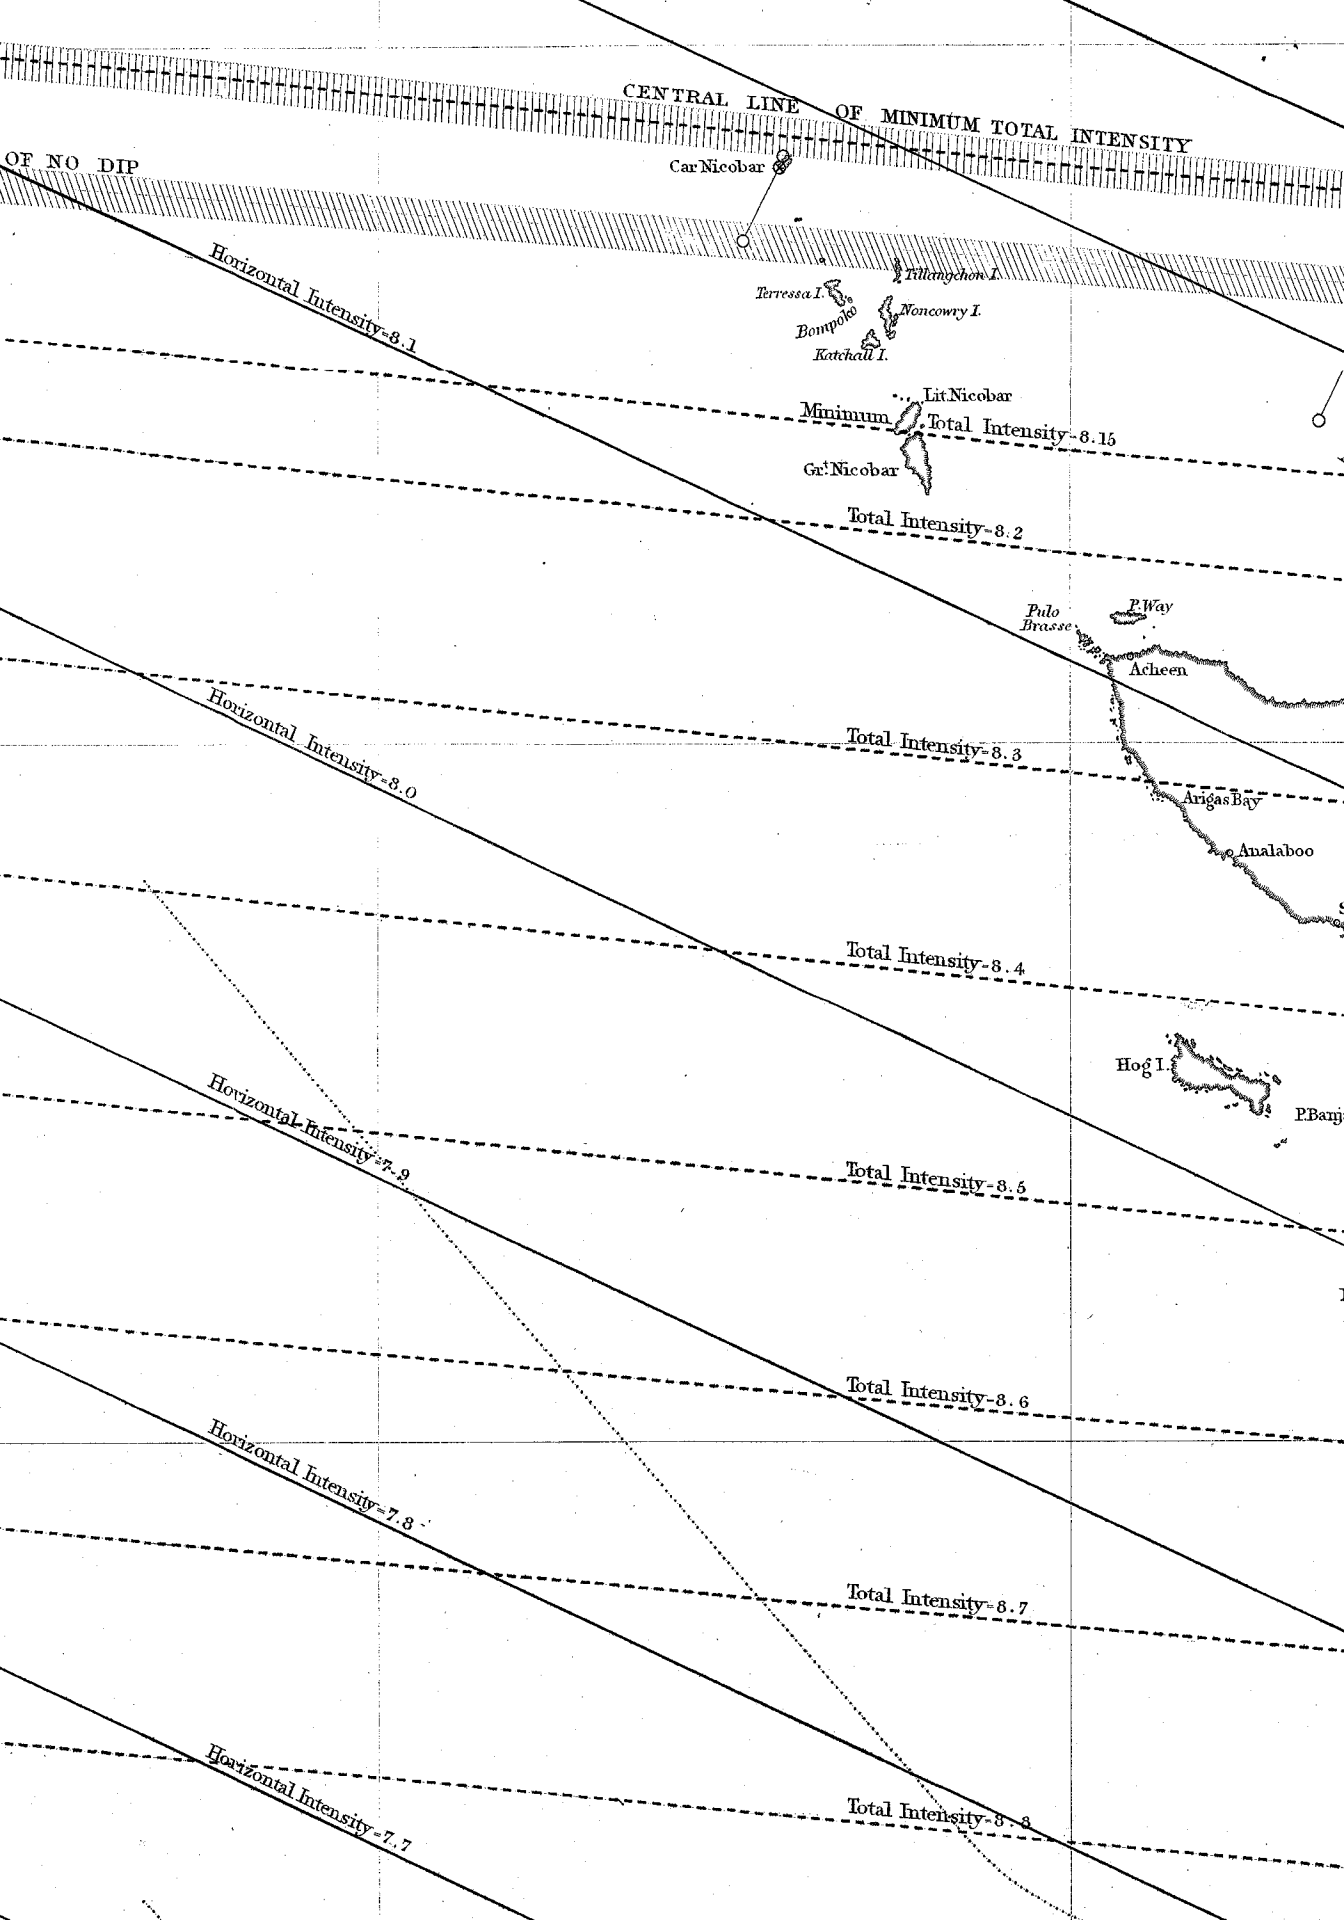 CENTRAL LINE OF MINIMUM TOTAL INTENSITY
OF NO DIP
Car Nicobar
Horizontal Intensity=8.1
Tillangchon I.
Terressa I.
Bompoko
Noncowry I.
Katchall I.
Lit. Nicobar
Minimum Total Intensity=8.15
Grt. Nicobar
Total Intensity=8.2
Pulo
Brasse
P. Way
Acheen
Horizontal Intensity=8.0
Total Intensity=8.3
Arigas Bay
Analaboo
Total Intensity=8.4
Hog I.
Horizontal Intensity=7.9
Total Intensity=8.5
Total Intensity=8.6
Horizontal Intensity=7.8
Total Intensity=8.7
Horizontal Intensity=7.7
Total Intensity=8.8